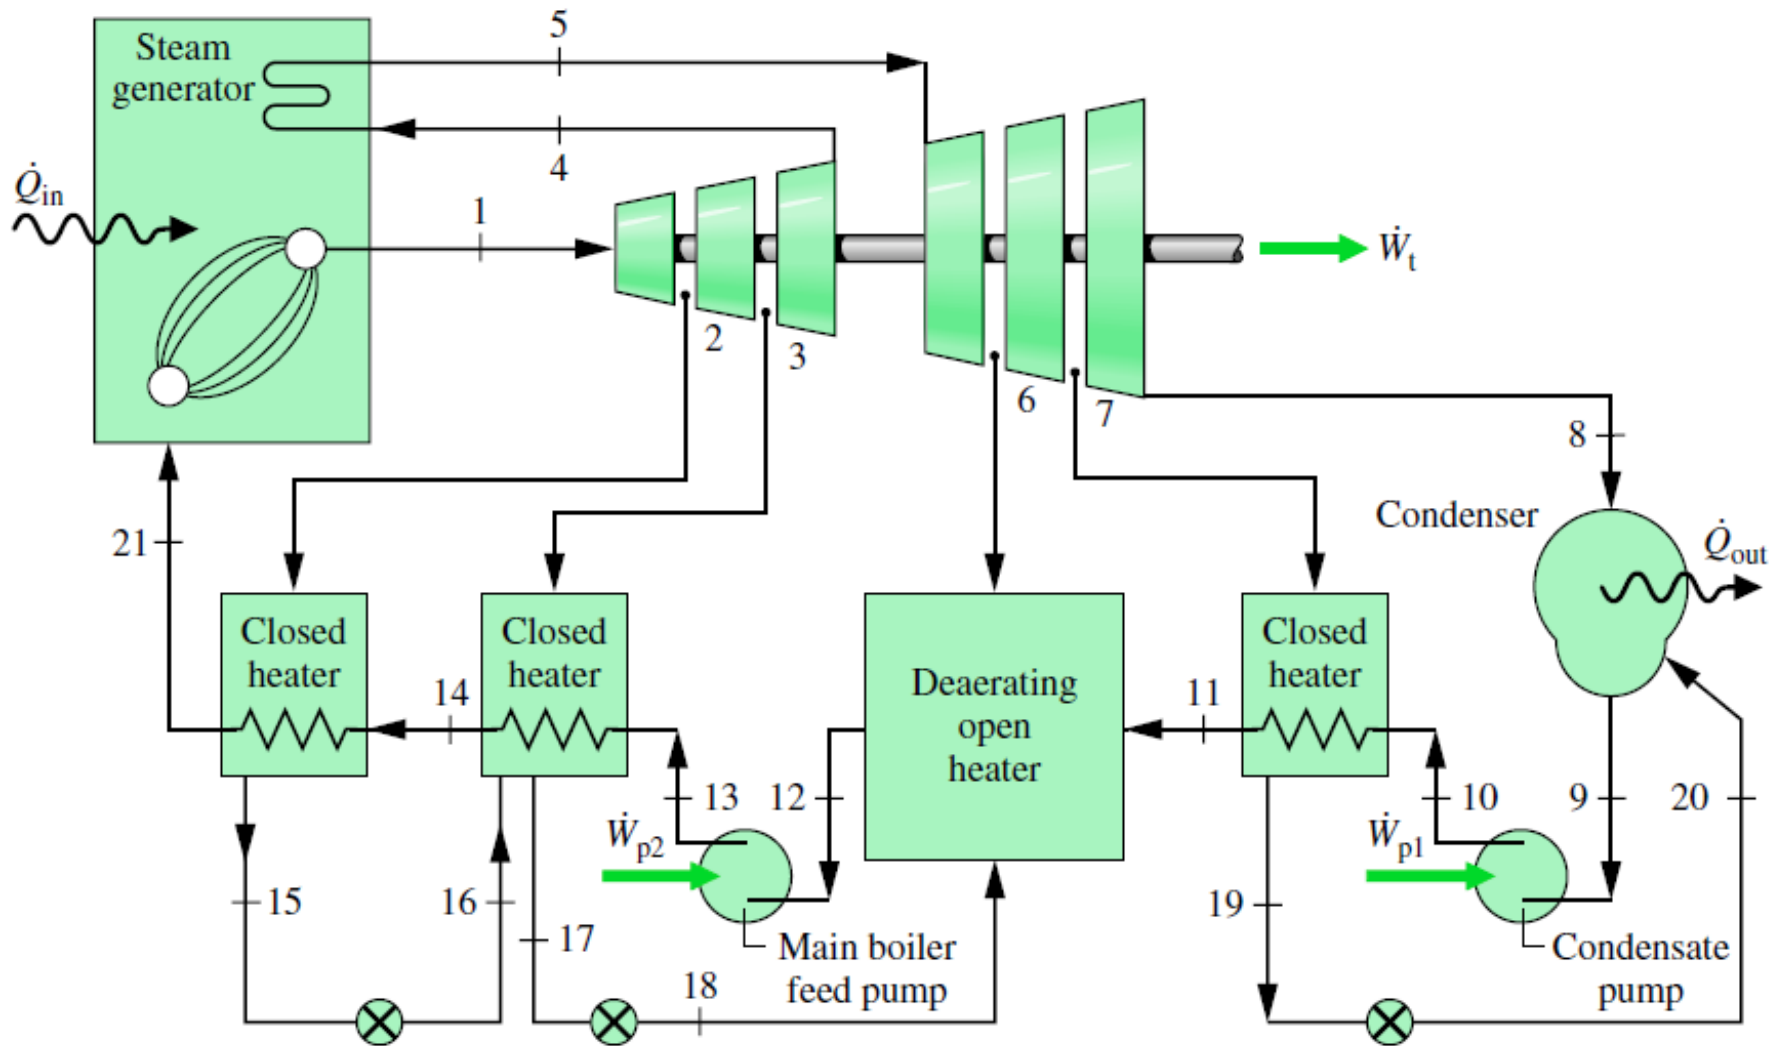 5
Steam
generator
4
Q̇in
1
Ẇt
2
3
6
7
8
Condenser
Q̇out
21
Closed
heater
Closed
heater
Deaerating
open
heater
Closed
heater
14
11
13
12
10
9
20
Ẇp2
Ẇp1
15
16
17
19
Main boiler
feed pump
Condensate
pump
18